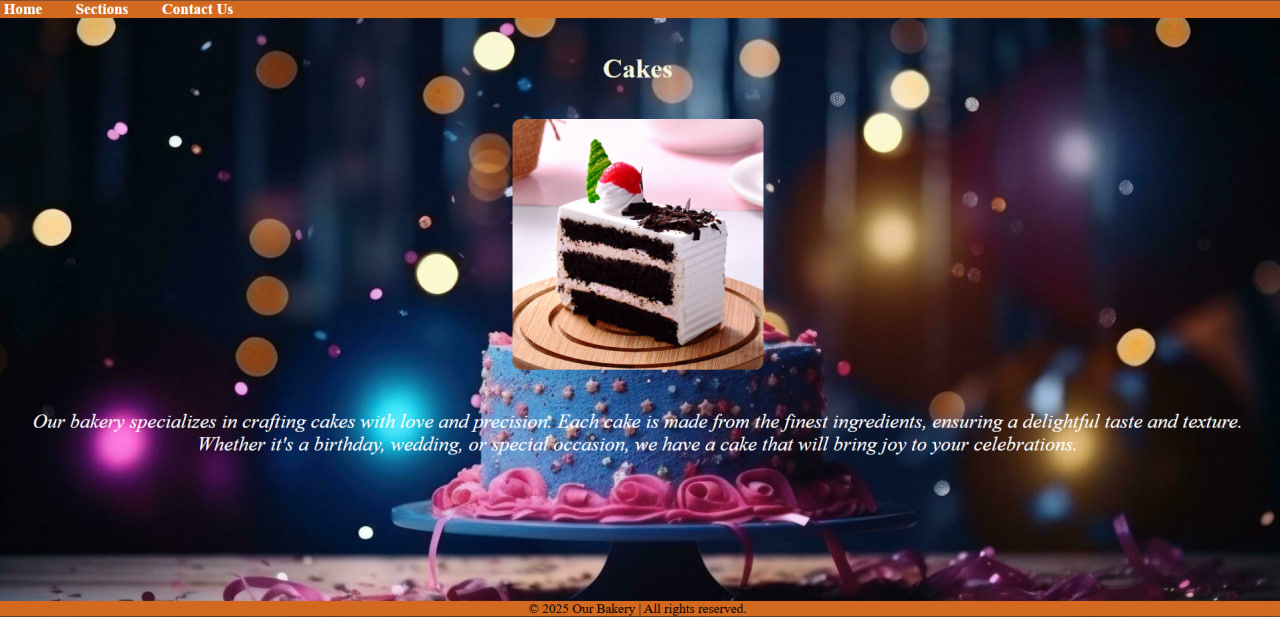 Home Sections Contact Us
Cakes
Our bakery specializes in crafting cakes with love and precision. Each cake is made from the finest ingredients, ensuring a delightful taste and texture.
Whether it's a birthday, wedding, or special occasion, we have a cake that will bring joy to your celebrations.
© 2025 Our Bakery | All rights reserved.